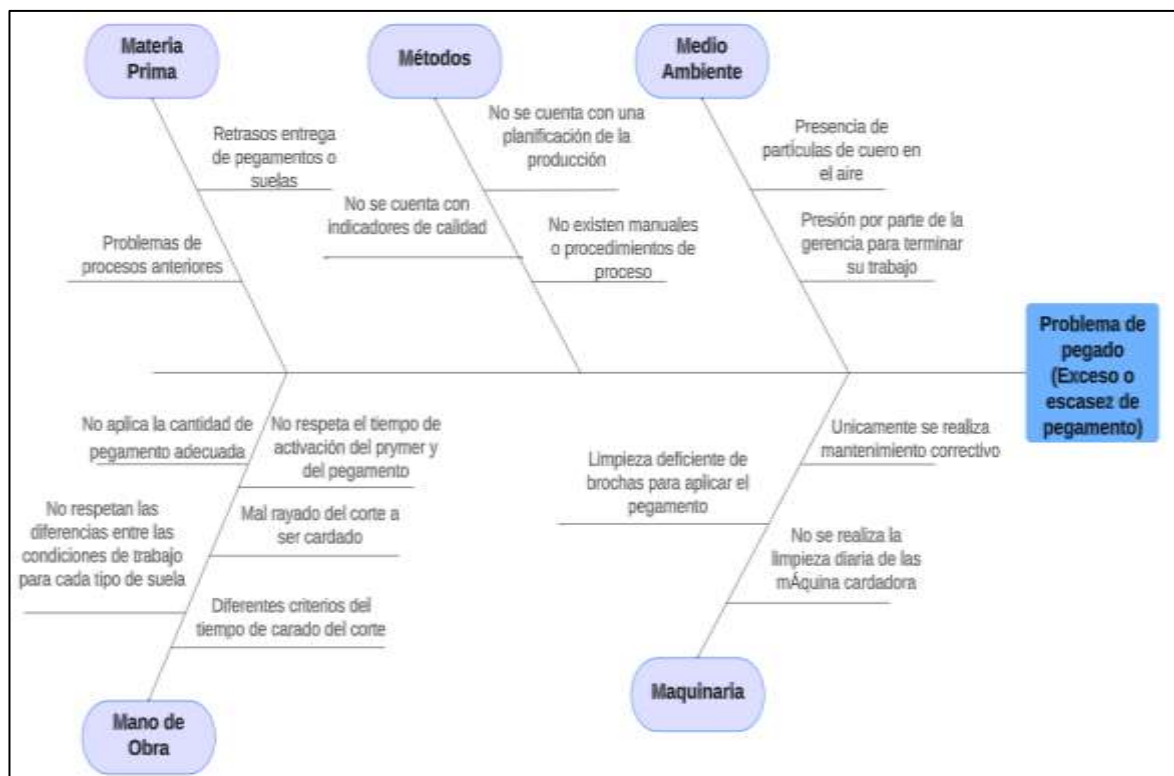 Materia
Prima
Métodos
Medio
Ambiente
Retrasos entrega
de pegamentos o
suelas
Problemas de
procesos anteriores
No se cuenta con una
planificación de la
producción
No se cuenta con
indicadores de calidad
No existen manuales
o procedimientos de
proceso
Presencia de
partículas de cuero en
el aire
Presión por parte de la
gerencia para terminar
su trabajo
Problema de
pegado
(Exceso o
escasez de
pegamento)
No aplica la cantidad de
pegamento adecuada
No respeta el tiempo de
activación del prymer y
del pegamento
No respetan las
diferencias entre las
condiciones de trabajo
para cada tipo de suela
Mal rayado del corte a
ser cardado
Diferentes criterios del
tiempo de carado del corte
Unicamente se realiza
mantenimiento correctivo
Limpieza deficiente de
brochas para aplicar el
pegamento
No se realiza la
limpieza diaria de las
mÁquina cardadora
Mano de
Obra
Maquinaria